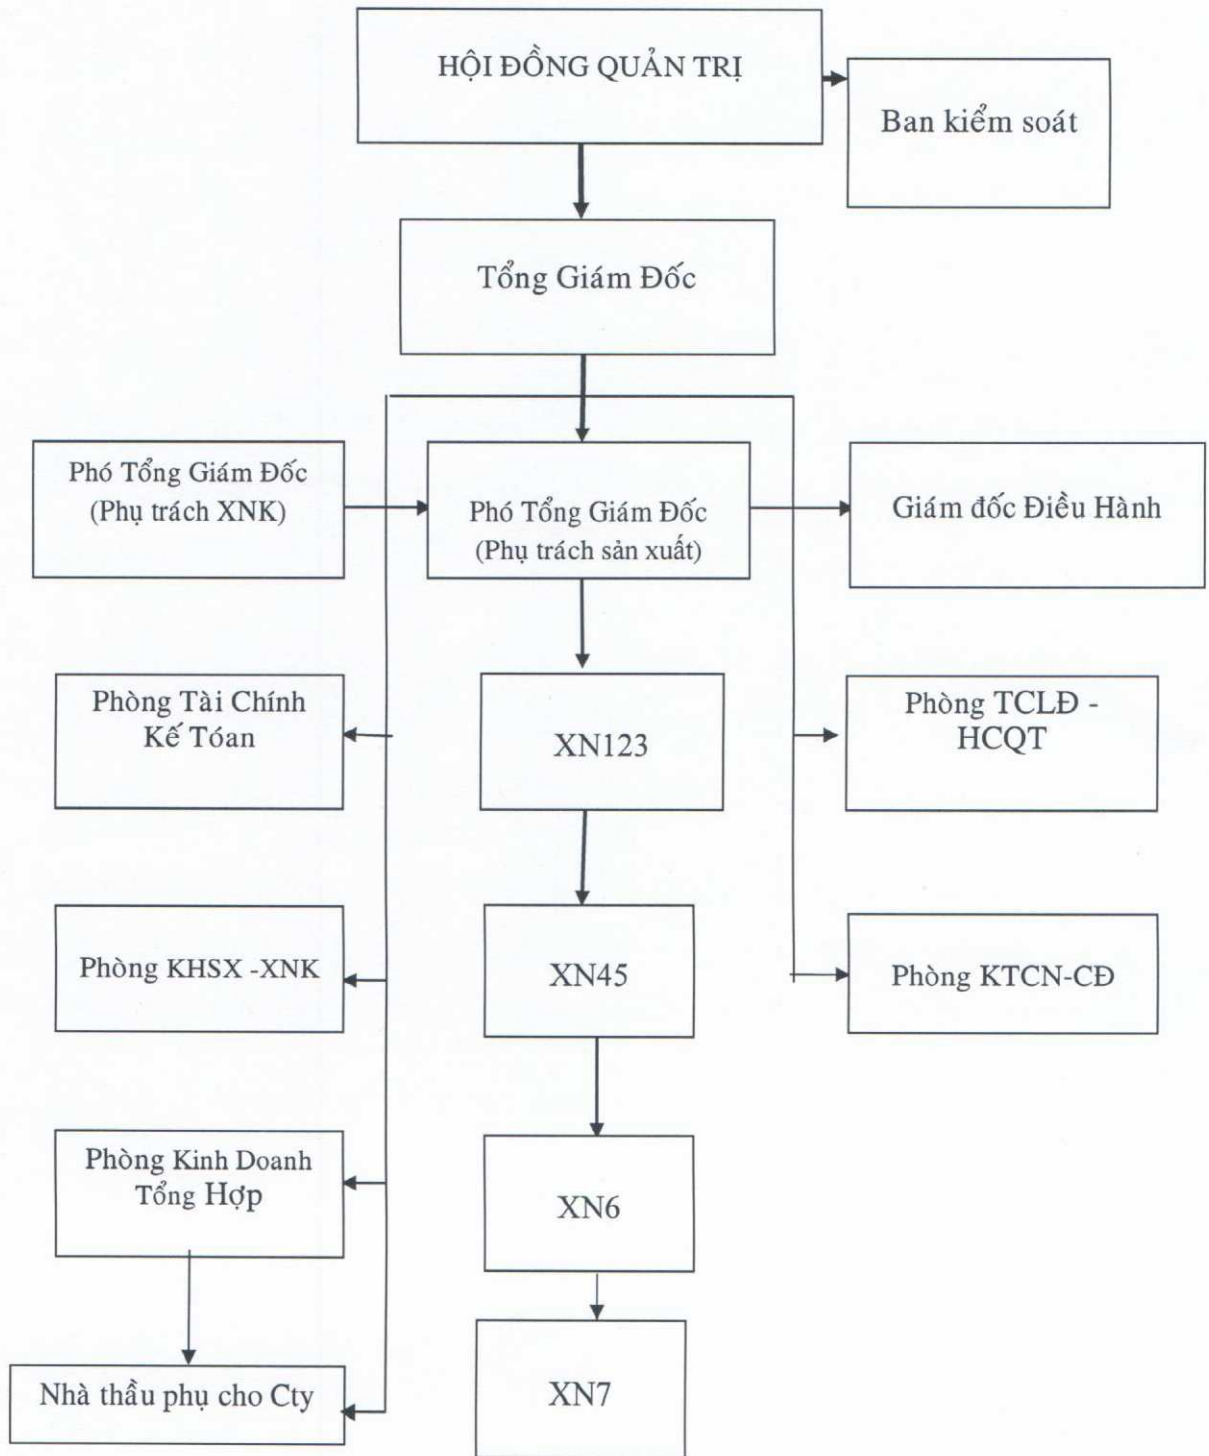 HỘI ĐỒNG QUẢN TRỊ
Ban kiểm soát
Tổng Giám Đốc
Phó Tổng Giám Đốc
(Phụ trách XNK)
Phó Tổng Giám Đốc
(Phụ trách sản xuất)
Giám đốc Điều Hành
Phòng Tài Chính
Kế Tóan
XN123
Phòng TCLĐ -
HCQT
Phòng KHSX -XNK
XN45
Phòng KTCN-CĐ
Phòng Kinh Doanh
Tổng Hợp
XN6
Nhà thầu phụ cho Cty
XN7